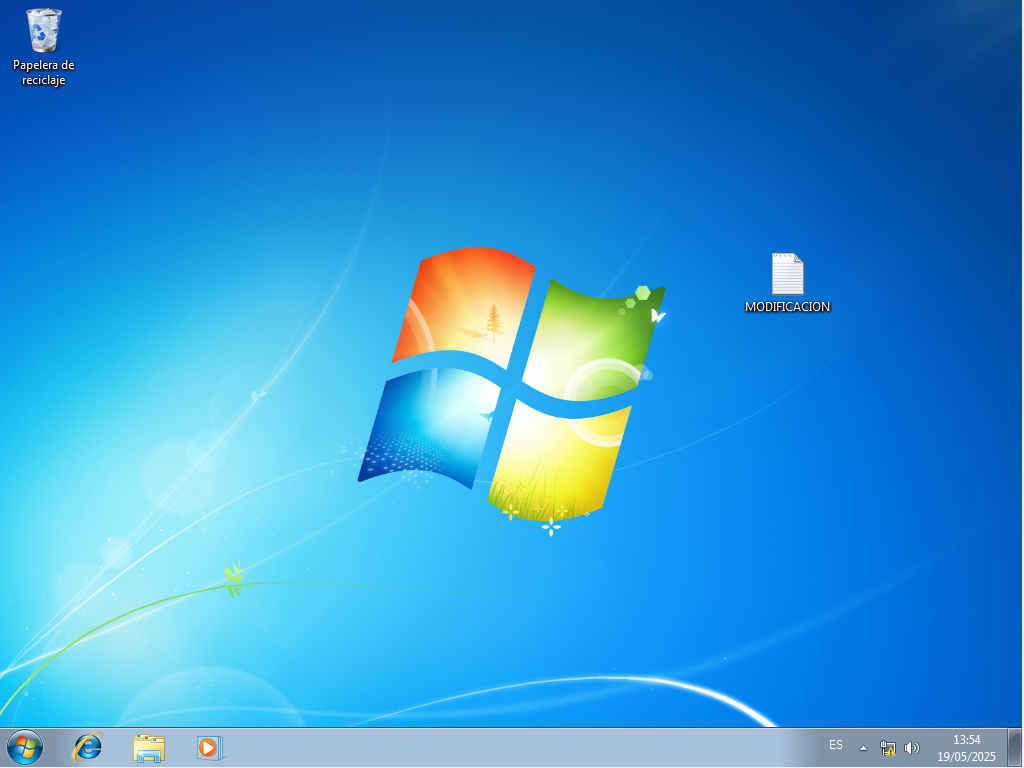 Papelera de
reciclaje
MODIFICACION
ES
13:54
19/05/2025